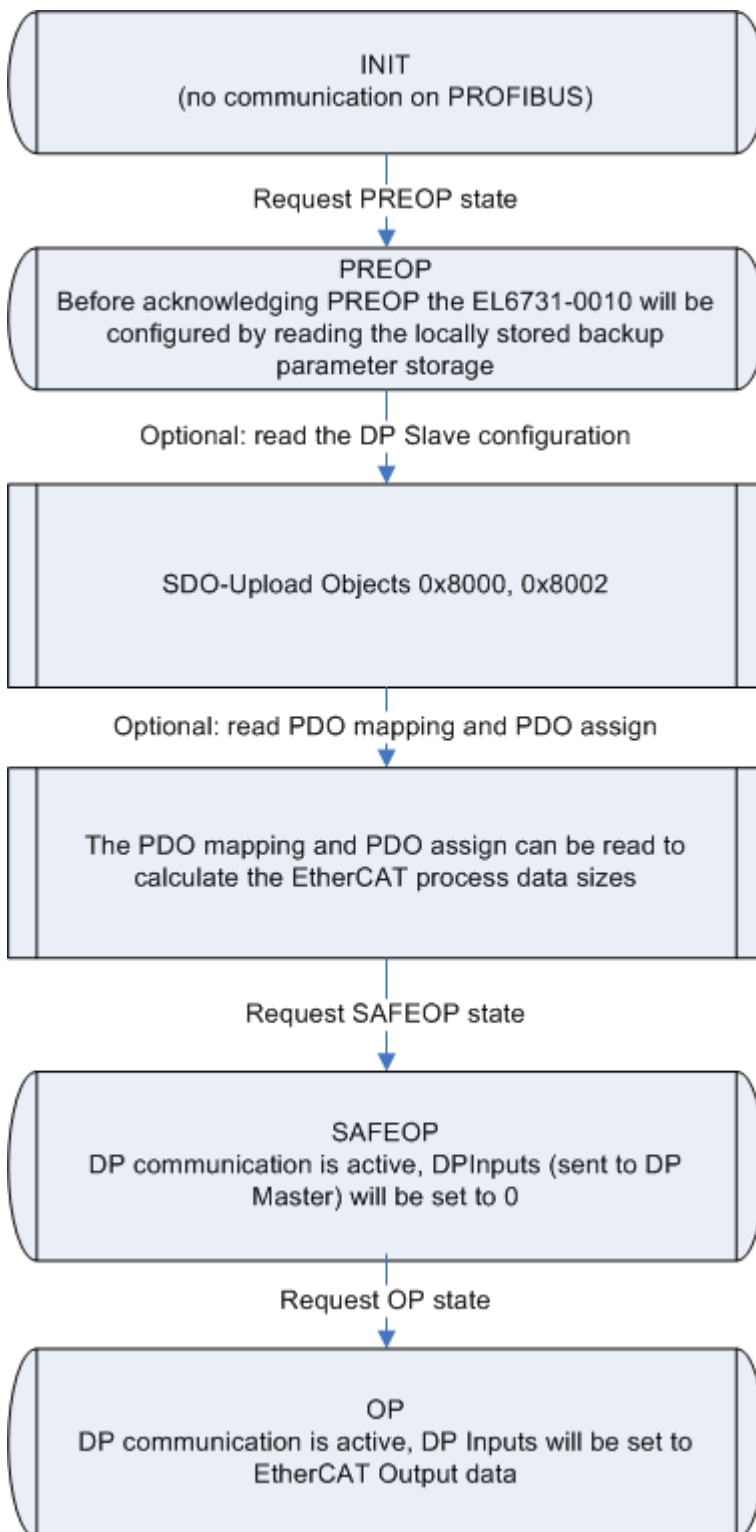 INIT
(no communication on PROFIBUS)
Request PREOP state
PREOP
Before acknowledging PREOP the EL6731-0010 will be
configured by reading the locally stored backup
parameter storage
Optional: read the DP Slave configuration
SDO-Upload Objects 0x8000, 0x8002
Optional: read PDO mapping and PDO assign
The PDO mapping and PDO assign can be read to
calculate the EtherCAT process data sizes
Request SAFEOP state
SAFEOP
DP communication is active, DPInputs (sent to DP
Master) will be set to 0
Request OP state
OP
DP communication is active, DP Inputs will be set to
EtherCAT Output data